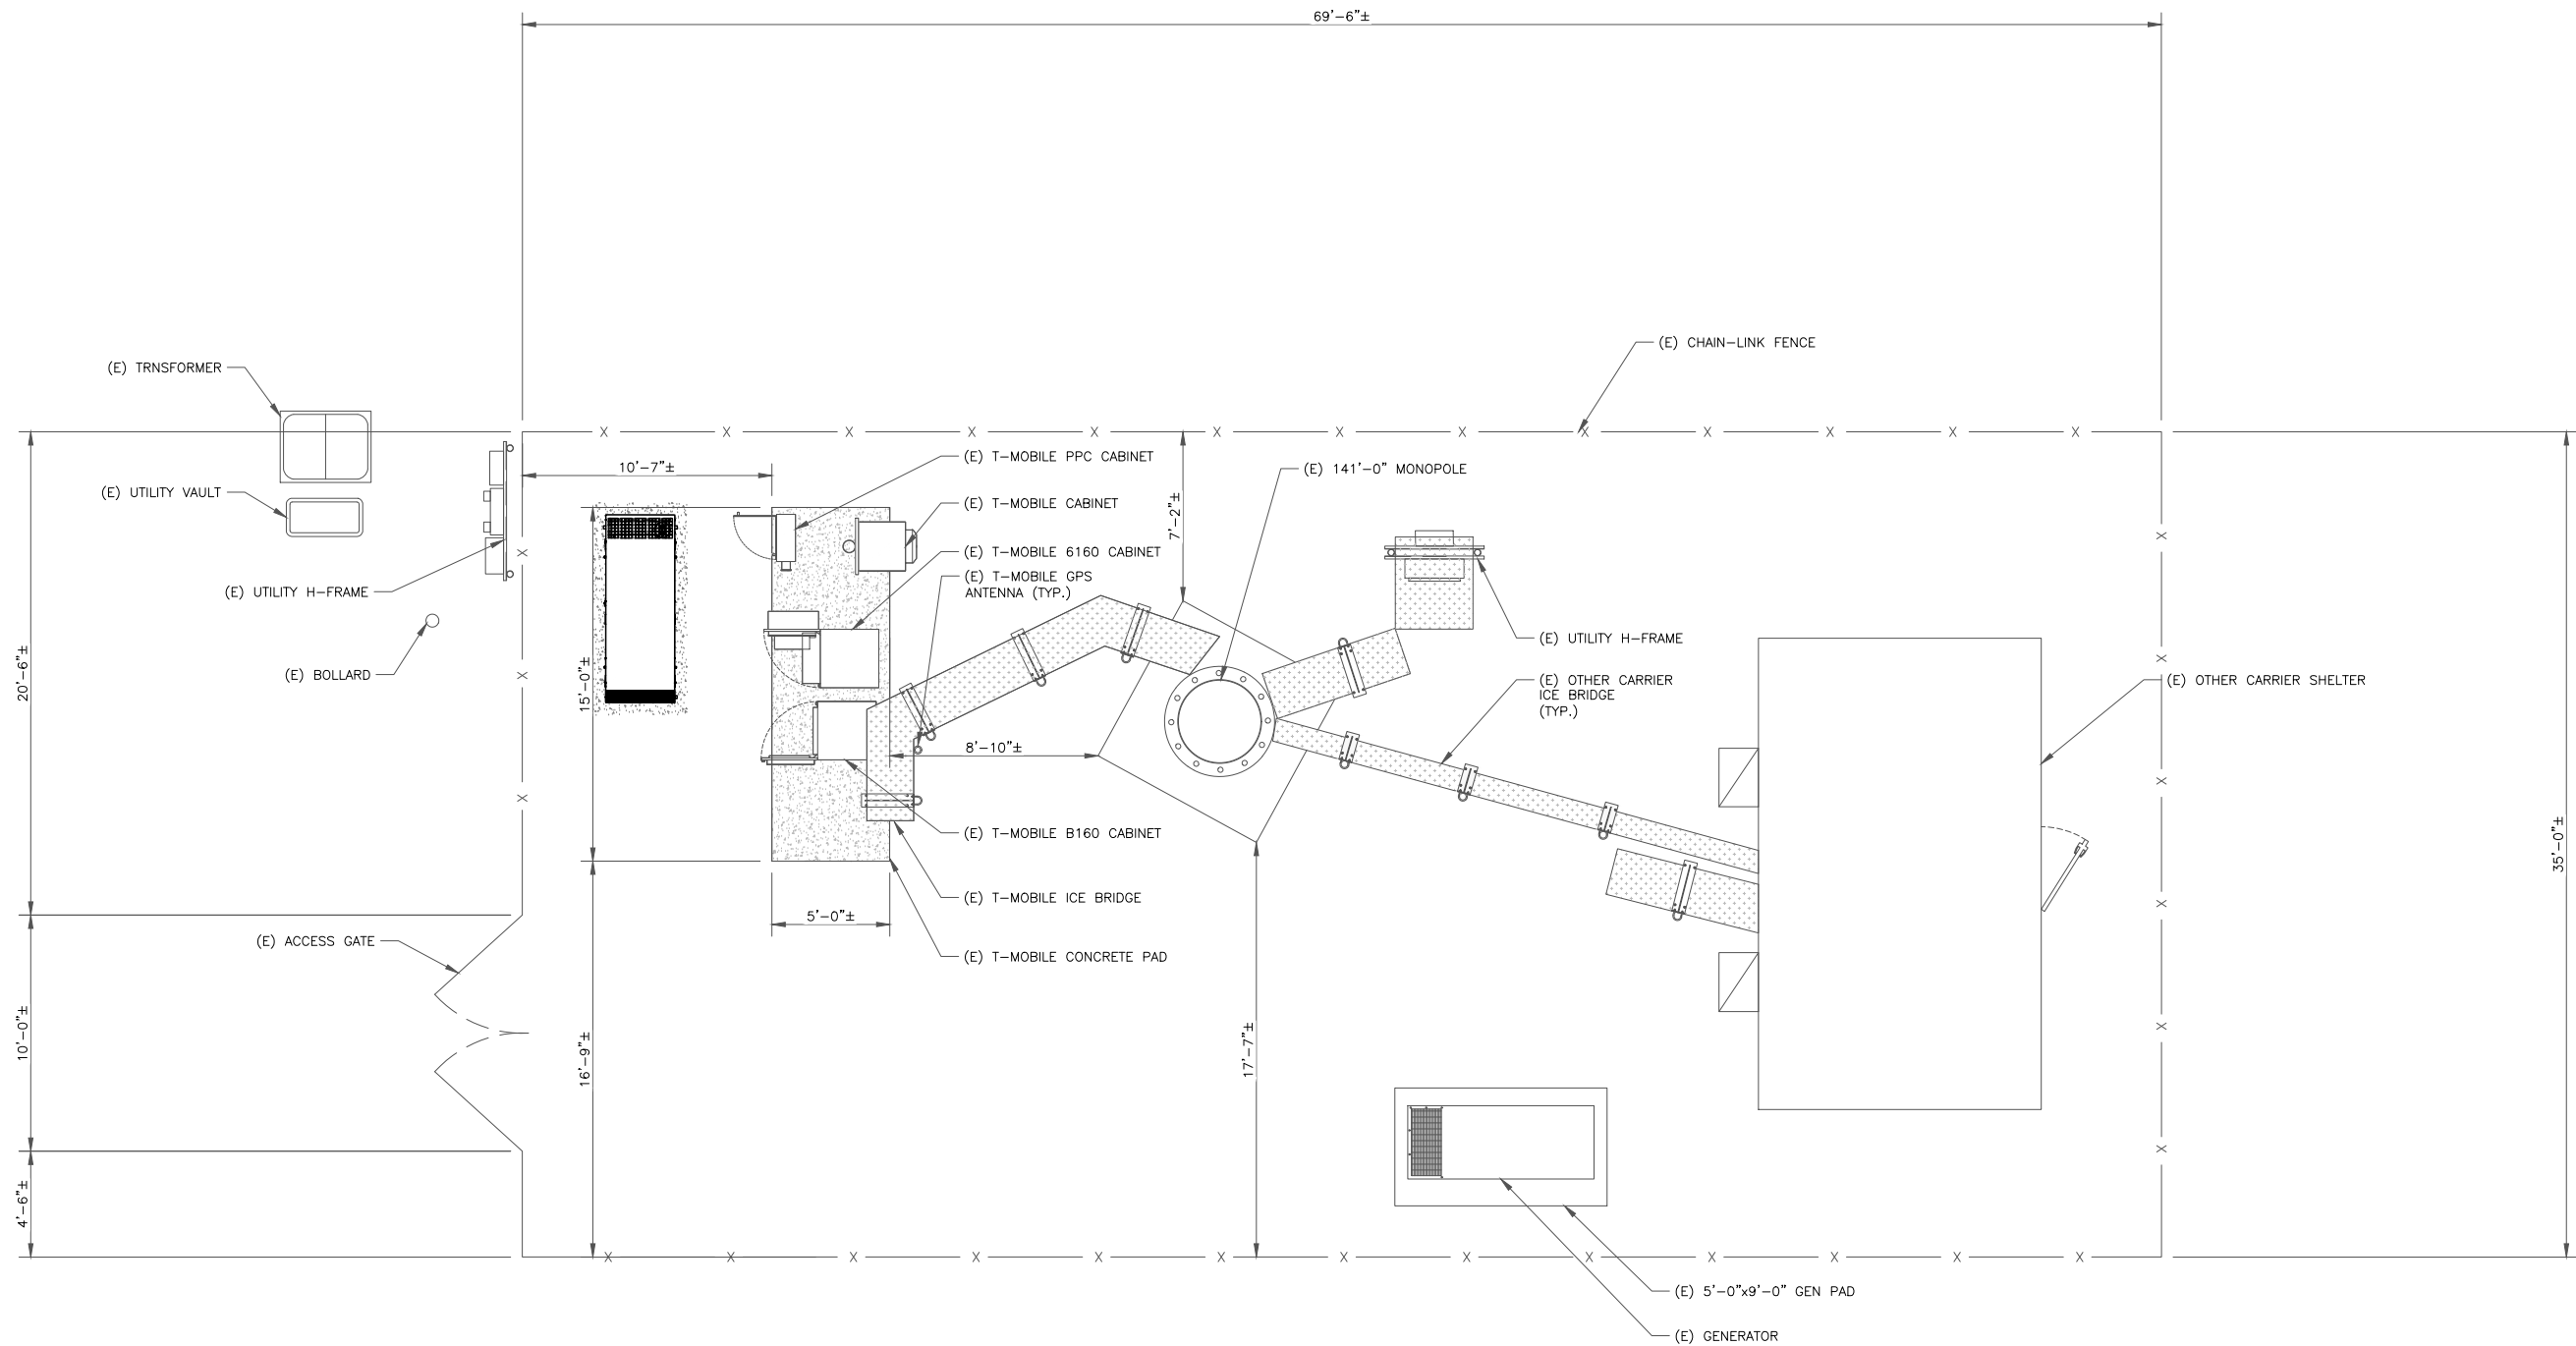 69'-6"±
(E) CHAIN-LINK FENCE
(E) TRNSFORMER
(E) T-MOBILE PPC CABINET
10'-7"±
(E) 141'-0" MONOPOLE
(E) UTILITY VAULT
(E) T-MOBILE CABINET
7'-2"±
(E) T-MOBILE 6160 CABINET
(E) T-MOBILE GPS
ANTENNA (TYP.)
(E) UTILITY H-FRAME
(E) UTILITY H-FRAME
(E) BOLLARD
20'-6"±
15'-0"±
(E) OTHER CARRIER
ICE BRIDGE
(TYP.)
(E) OTHER CARRIER SHELTER
8'-10"±
(E) T-MOBILE B160 CABINET
35'-0"±
(E) T-MOBILE ICE BRIDGE
5'-0"±
(E) ACCESS GATE
(E) T-MOBILE CONCRETE PAD
10'-0"±
16'-9"±
17'-7"±
4'-6"±
(E) 5'-0"x9'-0" GEN PAD
(E) GENERATOR